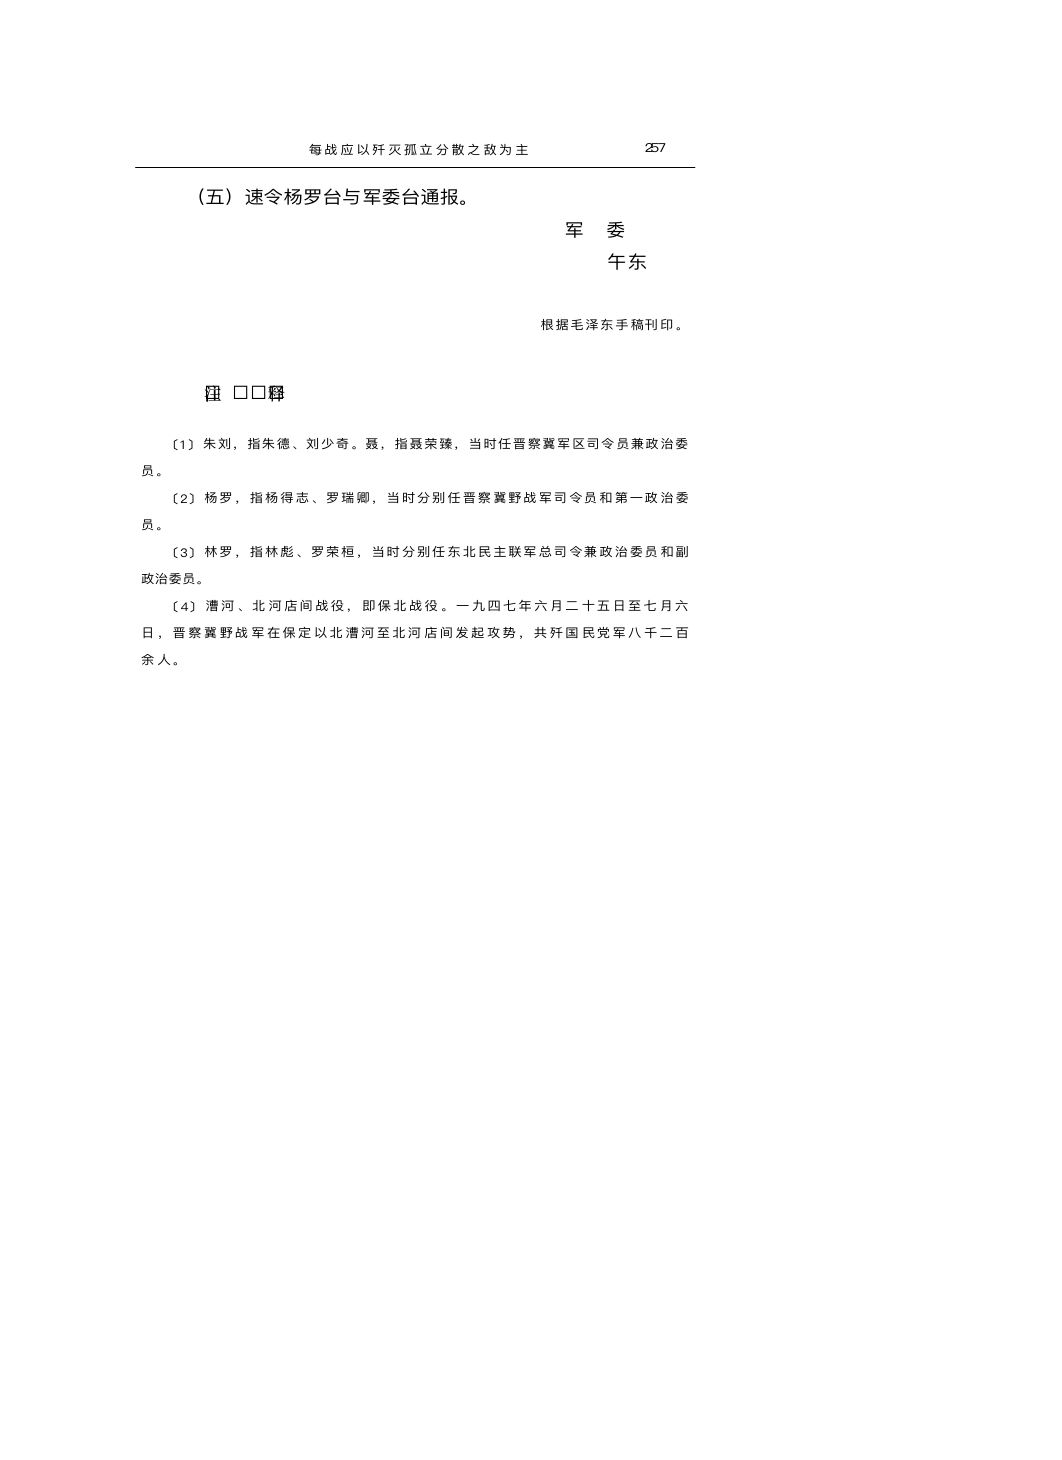 每战应以歼灭孤立分散之敌为主 257
（五）速令杨罗台与军委台通报。
军 委
午东
根据毛泽东手稿刊印。
注 □□释
〔1〕朱刘，指朱德、刘少奇。聂，指聂荣臻，当时任晋察冀军区司令员兼政治委
员。
〔2〕杨罗，指杨得志、罗瑞卿，当时分别任晋察冀野战军司令员和第一政治委
员。
〔3〕林罗，指林彪、罗荣桓，当时分别任东北民主联军总司令兼政治委员和副
政治委员。
〔4〕漕河、北河店间战役，即保北战役。一九四七年六月二十五日至七月六
日，晋察冀野战军在保定以北漕河至北河店间发起攻势，共歼国民党军八千二百
余人。